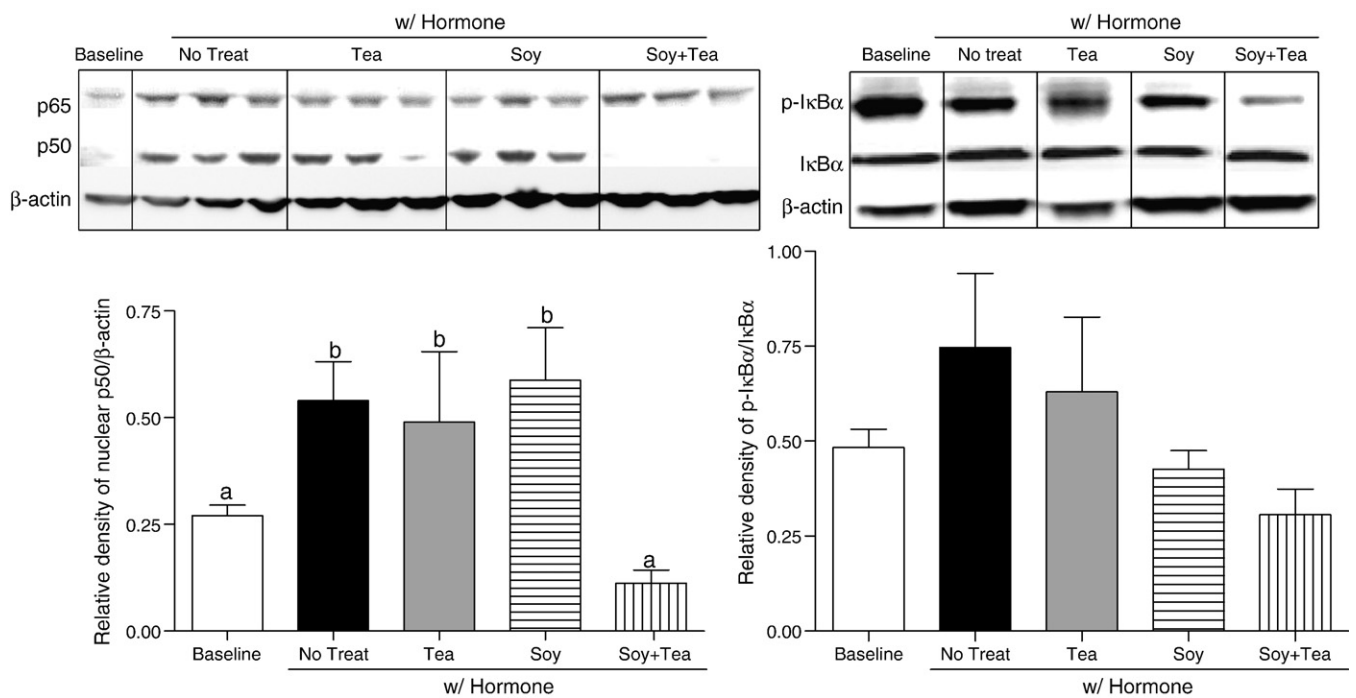 w/ Hormone
Baseline No Treat Tea Soy Soy+Tea
p65
p50
β-actin
w/ Hormone
Baseline No treat Tea Soy Soy+Tea
p-IκBα
IκBα
β-actin
Relative density of nuclear p50/β-actin
0.75
0.50
0.25
0.00
a
b
b
b
a
Baseline No Treat Tea Soy Soy+Tea
w/ Hormone
Relative density of p-IκBα/IκBα
1.00
0.75
0.50
0.25
0.00
Baseline No Treat Tea Soy Soy+Tea
w/ Hormone